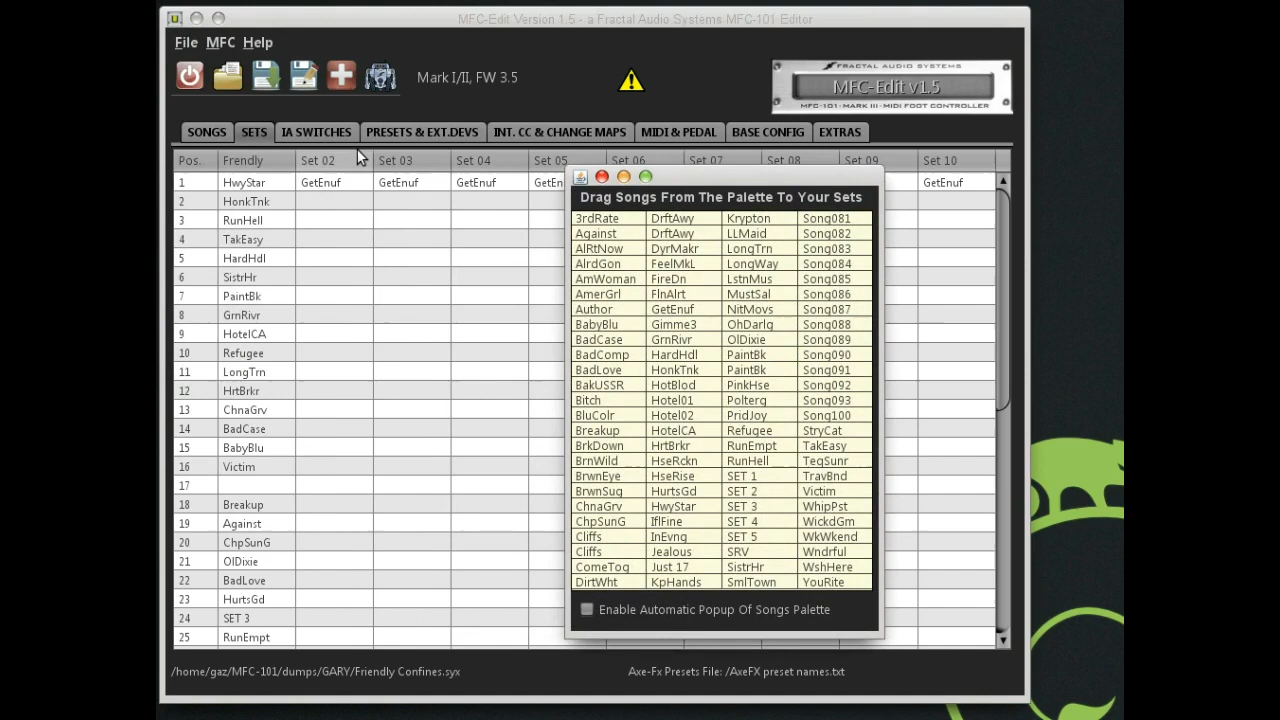 MFC-Edit Version 1.5 - a Fractal Audio Systems MFC-101 Editor
File MFC Help
Mark I/II, FW 3.5
FRACTAL AUDIO SYSTEMS
MFC-Edit v1.5
MFC-101 - MARK III - MIDI FOOT CONTROLLER
SONGS SETS IA SWITCHES PRESETS & EXT.DEVS INT. CC & CHANGE MAPS MIDI & PEDAL BASE CONFIG EXTRAS
Pos. Frendly Set 02 Set 03 Set 04 Set 05 Set 06 Set 07 Set 08 Set 09 Set 10
1 HwyStar GetEnuf GetEnuf GetEnuf GetEn GetEnuf
2 HonkTnk
3 RunHell
4 TakEasy
5 HardHdl
6 SistrHr
7 PaintBk
8 GrnRivr
9 HotelCA
10 Refugee
11 LongTrn
12 HrtBrkr
13 ChnaGrv
14 BadCase
15 BabyBlu
16 Victim
17
18 Breakup
19 Against
20 ChpSunG
21 OlDixie
22 BadLove
23 HurtsGd
24 SET 3
25 RunEmpt
Drag Songs From The Palette To Your Sets
3rdRate DrftAwy Krypton Song081
Against DrftAwy LLMaid Song082
AlRtNow DyrMakr LongTrn Song083
AlrdGon FeelMkL LongWay Song084
AmWoman FireDn LstnMus Song085
AmerGrl FlnAlrt MustSal Song086
Author GetEnuf NitMovs Song087
BabyBlu Gimme3 OhDarlg Song088
BadCase GrnRivr OlDixie Song089
BadComp HardHdl PaintBk Song090
BadLove HonkTnk PaintBk Song091
BakUSSR HotBlod PinkHse Song092
Bitch Hotel01 Polterg Song093
BluColr Hotel02 PridJoy Song100
Breakup HotelCA Refugee StryCat
BrkDown HrtBrkr RunEmpt TakEasy
BrnWild HseRckn RunHell TeqSunr
BrwnEye HseRise SET 1 TravBnd
BrwnSug HurtsGd SET 2 Victim
ChnaGrv HwyStar SET 3 WhipPst
ChpSunG IflFine SET 4 WickdGm
Cliffs InEvng SET 5 WkWkend
Cliffs Jealous SRV Wndrful
ComeTog Just 17 SistrHr WshHere
DirtWht KpHands SmlTown YouRite
Enable Automatic Popup Of Songs Palette
/home/gaz/MFC-101/dumps/GARY/Friendly Confines.syx
Axe-Fx Presets File: /AxeFX preset names.txt